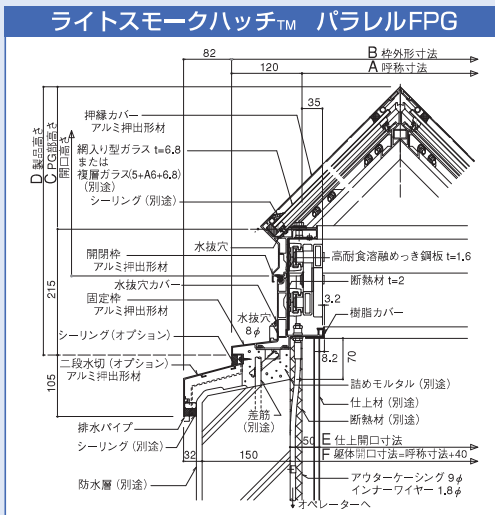 ライトスモークハッチTM パラレルFPG
82
B 枠外形寸法
120
A 呼称寸法
35
D 製品高さ
C PG部高さ
開口高さ
押縁カバー
アルミ押出形材
網入り型ガラス t=6.8
または
複層ガラス(5+A6+6.8)
(別途)
シーリング(別途)
水抜穴
開閉枠
アルミ押出形材
高耐食溶融めっき鋼板 t=1.6
断熱材 t=2
水抜穴カバー
215
固定枠
アルミ押出形材
水抜穴
8φ
3.2
樹脂カバー
シーリング(オプション)
8.2
70
二段水切(オプション)
アルミ押出形材
105
詰めモルタル(別途)
仕上材(別途)
断熱材(別途)
排水パイプ
シーリング(別途)
差筋
(別途)
50
E 仕上開口寸法
32
150
F 躯体開口寸法=呼称寸法+40
防水層(別途)
アウターケーシング 9φ
インナーワイヤー 1.8φ
オペレーターへ